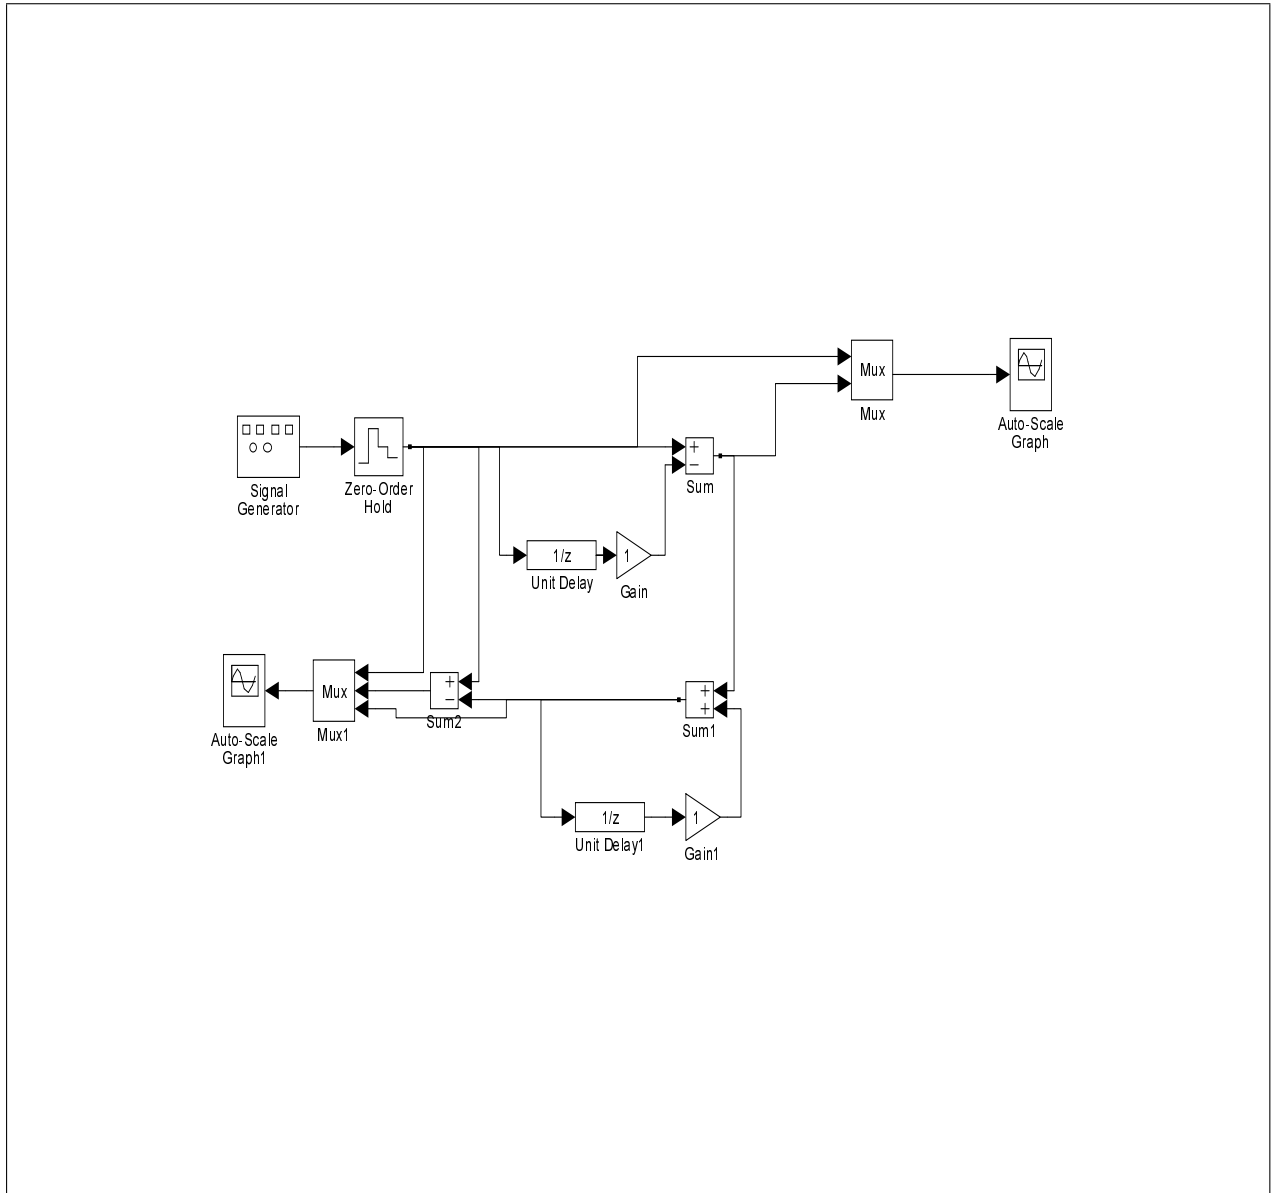 Mux
Mux
Auto-Scale
Graph
Signal
Generator
Zero-Order
Hold
+
−
Sum
1/z
Unit Delay
1
Gain
Auto-Scale
Graph1
Mux
Mux1
+
−
Sum2
+
+
Sum1
1/z
Unit Delay1
1
Gain1